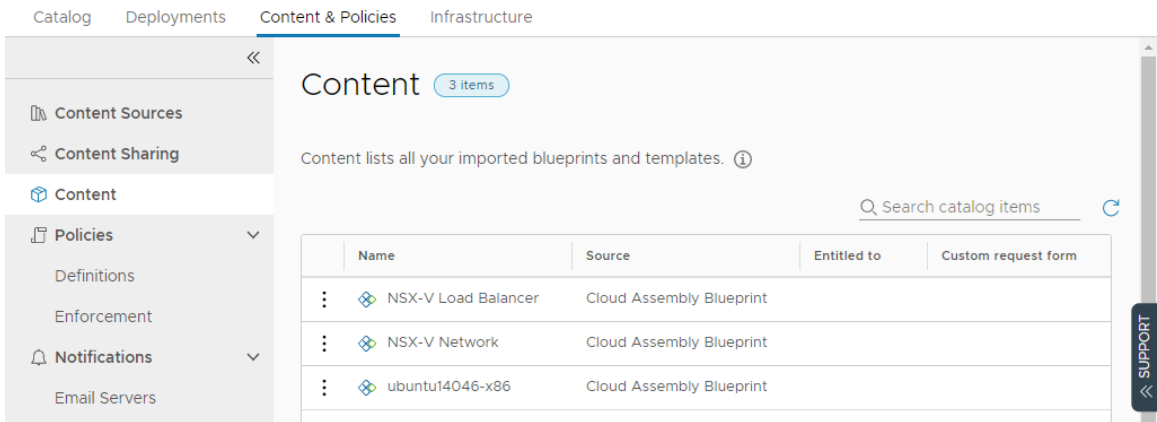 Catalog Deployments Content & Policies Infrastructure
Content Sources
Content Sharing
Content
Policies
Definitions
Enforcement
Notifications
Email Servers
Content 3 items
Content lists all your imported blueprints and templates.
Search catalog items
Name Source Entitled to Custom request form
NSX-V Load Balancer Cloud Assembly Blueprint
NSX-V Network Cloud Assembly Blueprint
ubuntu14046-x86 Cloud Assembly Blueprint
SUPPORT